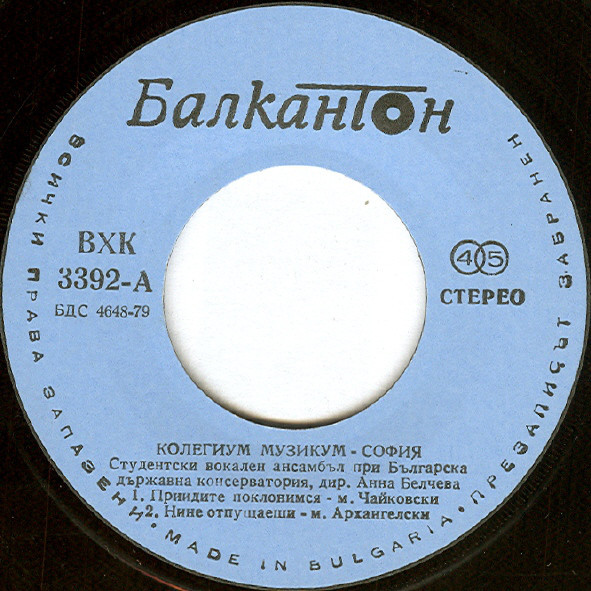 Балкантон
ВХК
3392-А
БДС 4648-79
45
СТЕРЕО
КОЛЕГИУМ МУЗИКУМ - СОФИЯ
Студентски вокален ансамбъл при Българска
държавна консерватория, дир. Анна Белчева
1. Приидите поклонимся - м. Чайковски
2. Нине отпущаеши - м. Архангелски
ВСИЧКИ ПРАВА ЗАПАЗЕНИ • MADE IN BULGARIA • ПРЕЗАПИСЪТ ЗАБРАНЕН